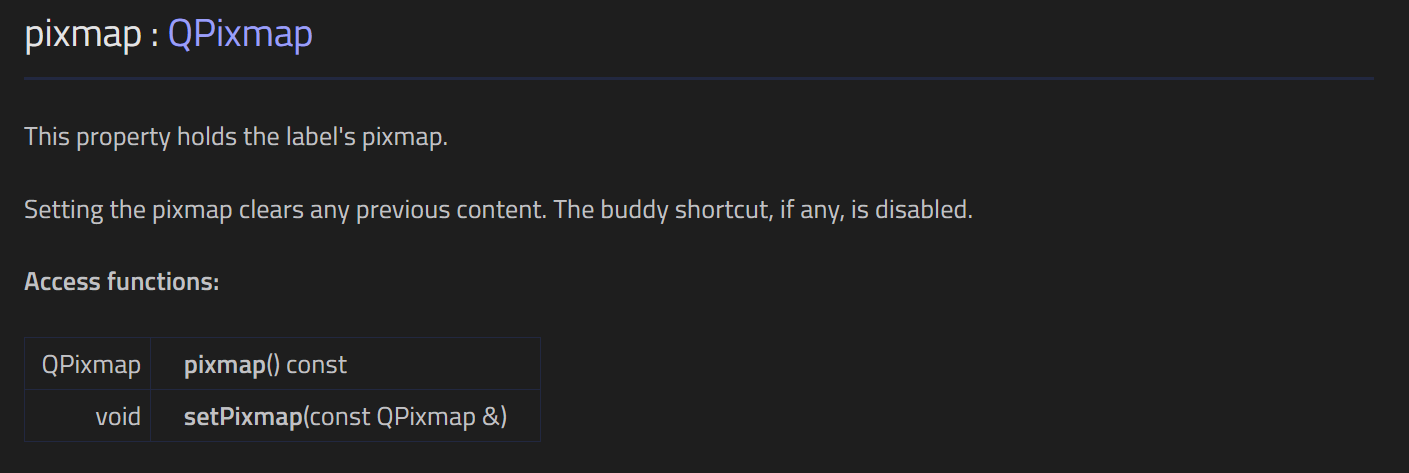 pixmap : QPixmap
This property holds the label's pixmap.
Setting the pixmap clears any previous content. The buddy shortcut, if any, is disabled.
Access functions:
QPixmap pixmap() const
void setPixmap(const QPixmap &)